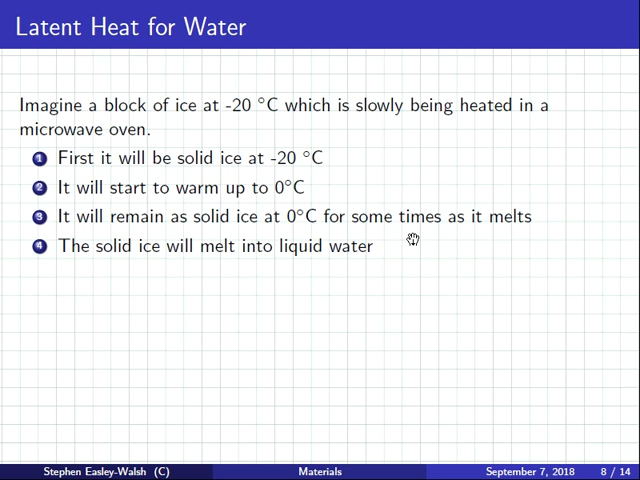 Latent Heat for Water
Imagine a block of ice at -20 °C which is slowly being heated in a
microwave oven.
1 First it will be solid ice at -20 °C
2 It will start to warm up to 0°C
3 It will remain as solid ice at 0°C for some times as it melts
4 The solid ice will melt into liquid water
Stephen Easley-Walsh (C) Materials September 7, 2018 8 / 14